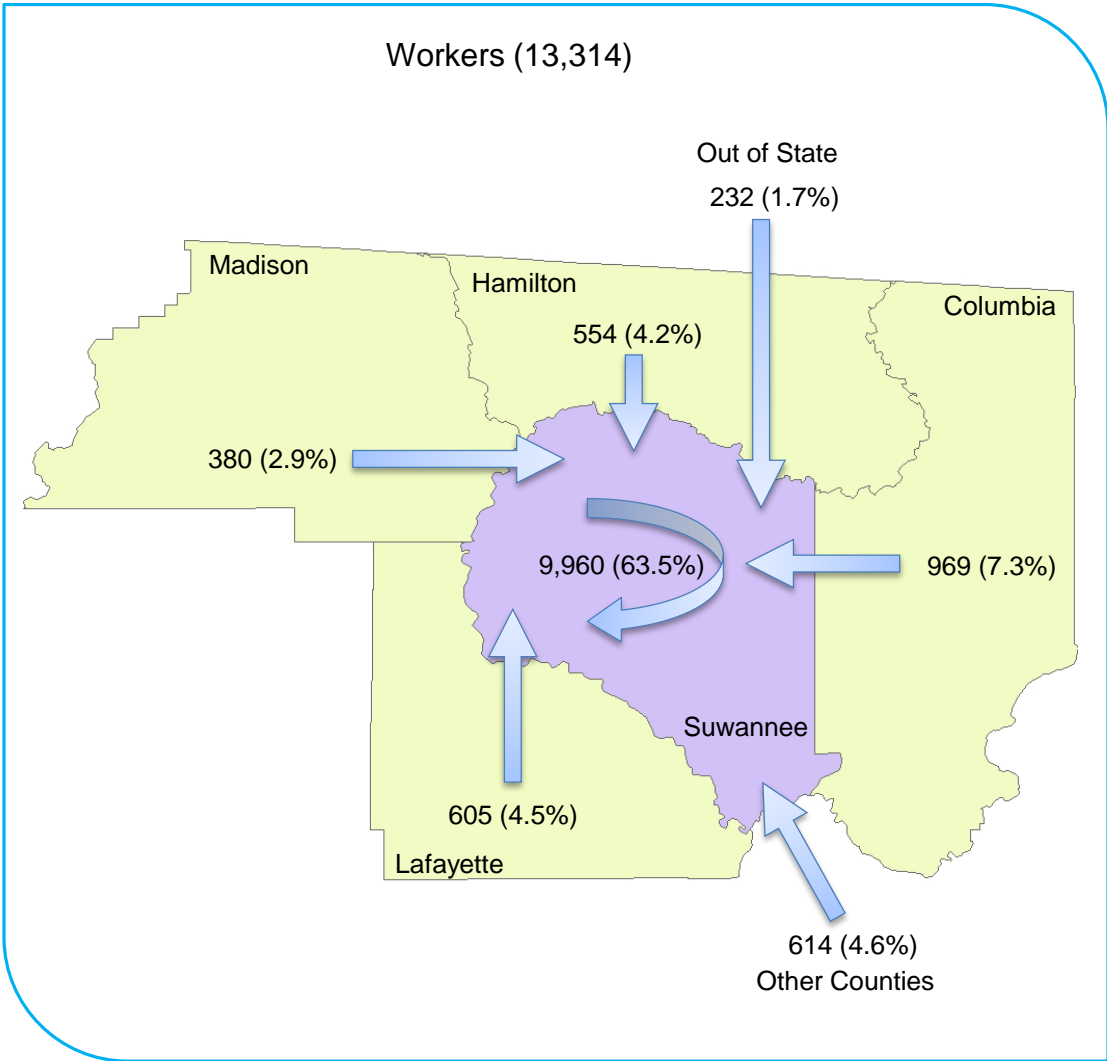 Workers (13,314)
Out of State
232 (1.7%)
Madison
Hamilton
Columbia
554 (4.2%)
380 (2.9%)
9,960 (63.5%)
969 (7.3%)
Suwannee
605 (4.5%)
Lafayette
614 (4.6%)
Other Counties